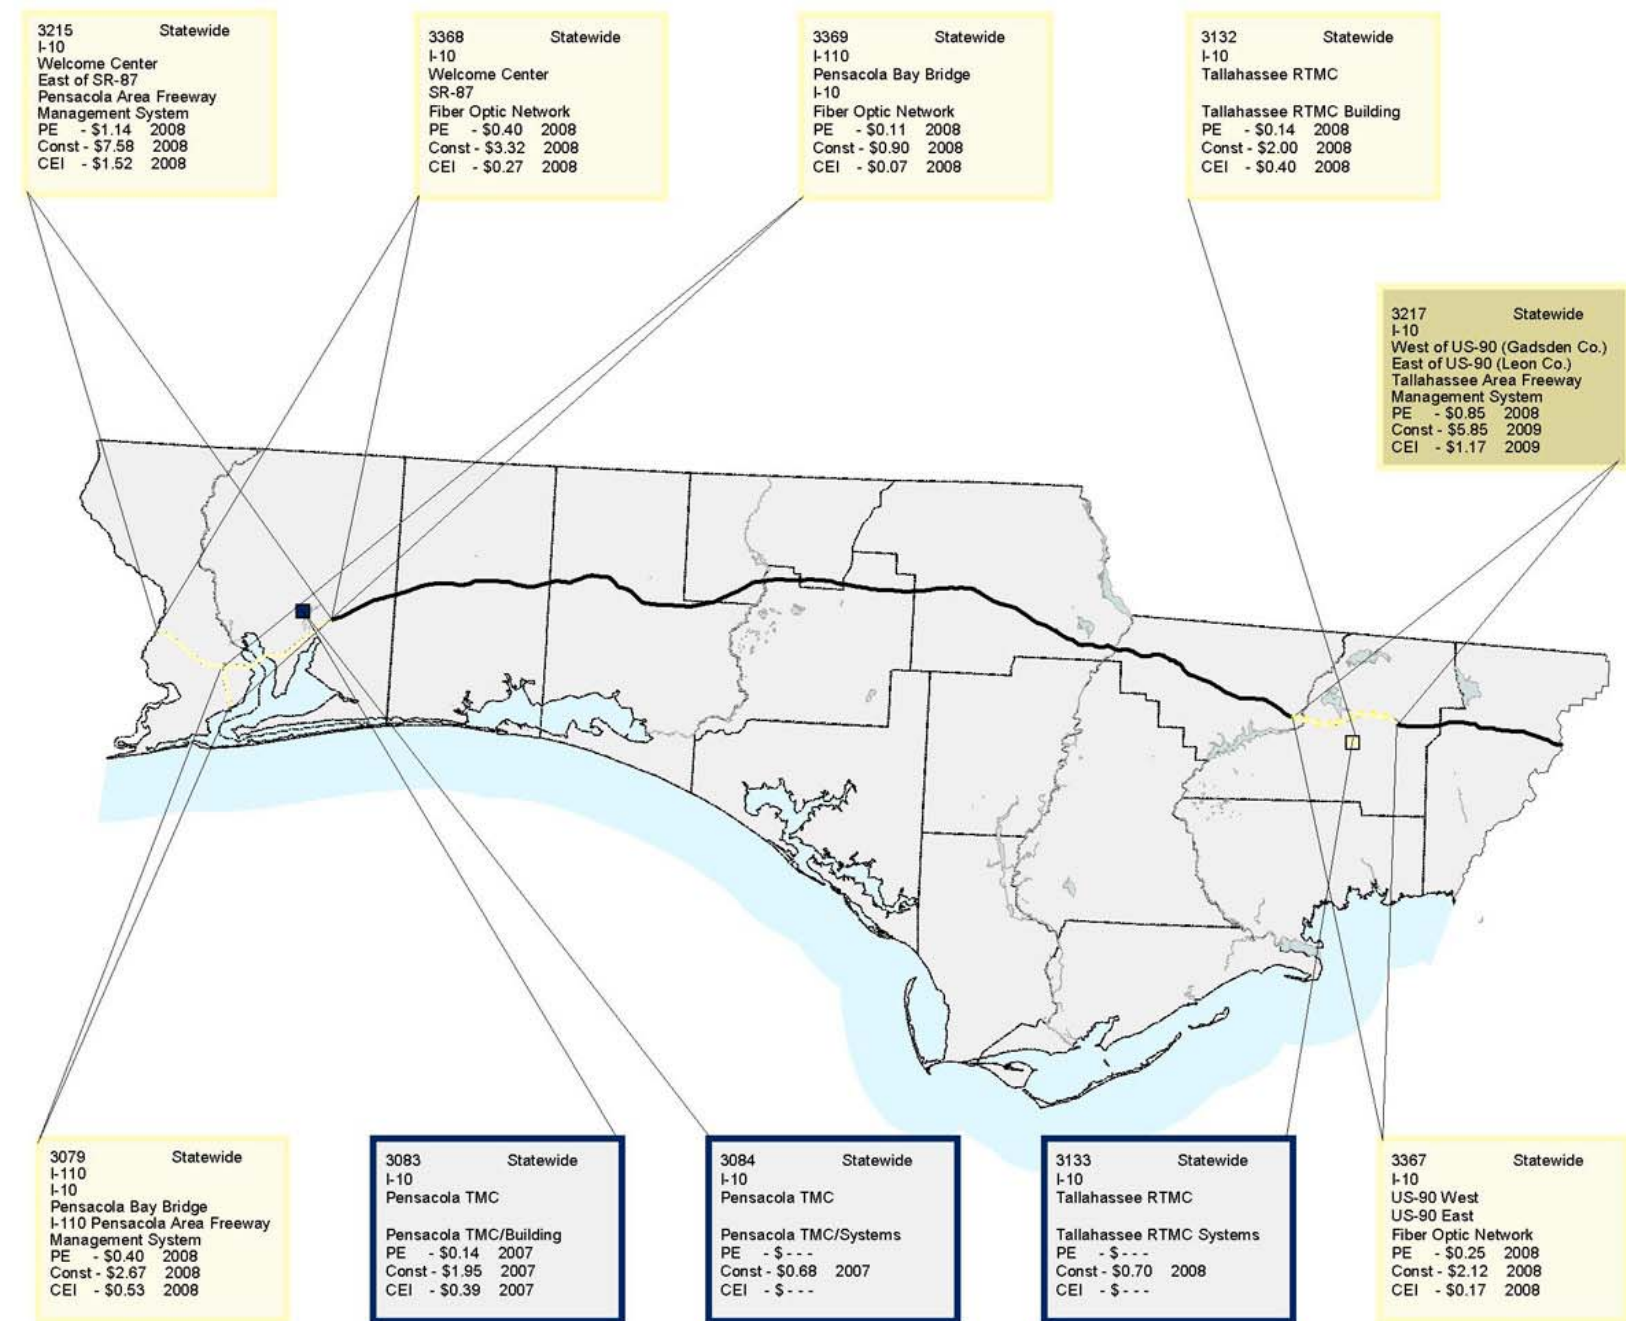 3215 Statewide
I-10
Welcome Center
East of SR-87
Pensacola Area Freeway
Management System
PE - $1.14 2008
Const - $7.58 2008
CEI - $1.52 2008
3368 Statewide
I-10
Welcome Center
SR-87
Fiber Optic Network
PE - $0.40 2008
Const - $3.32 2008
CEI - $0.27 2008
3369 Statewide
I-110
Pensacola Bay Bridge
I-10
Fiber Optic Network
PE - $0.11 2008
Const - $0.90 2008
CEI - $0.07 2008
3132 Statewide
I-10
Tallahassee RTMC
Tallahassee RTMC Building
PE - $0.14 2008
Const - $2.00 2008
CEI - $0.40 2008
3217 Statewide
I-10
West of US-90 (Gadsden Co.)
East of US-90 (Leon Co.)
Tallahassee Area Freeway
Management System
PE - $0.85 2008
Const - $5.85 2009
CEI - $1.17 2009
3079 Statewide
I-110
I-10
Pensacola Bay Bridge
I-110 Pensacola Area Freeway
Management System
PE - $0.40 2008
Const - $2.67 2008
CEI - $0.53 2008
3083 Statewide
I-10
Pensacola TMC
Pensacola TMC/Building
PE - $0.14 2007
Const - $1.95 2007
CEI - $0.39 2007
3084 Statewide
I-10
Pensacola TMC
Pensacola TMC/Systems
PE - $ - - -
Const - $0.68 2007
CEI - $ - - -
3133 Statewide
I-10
Tallahassee RTMC
Tallahassee RTMC Systems
PE - $ - - -
Const - $0.70 2008
CEI - $ - - -
3367 Statewide
I-10
US-90 West
US-90 East
Fiber Optic Network
PE - $0.25 2008
Const - $2.12 2008
CEI - $0.17 2008